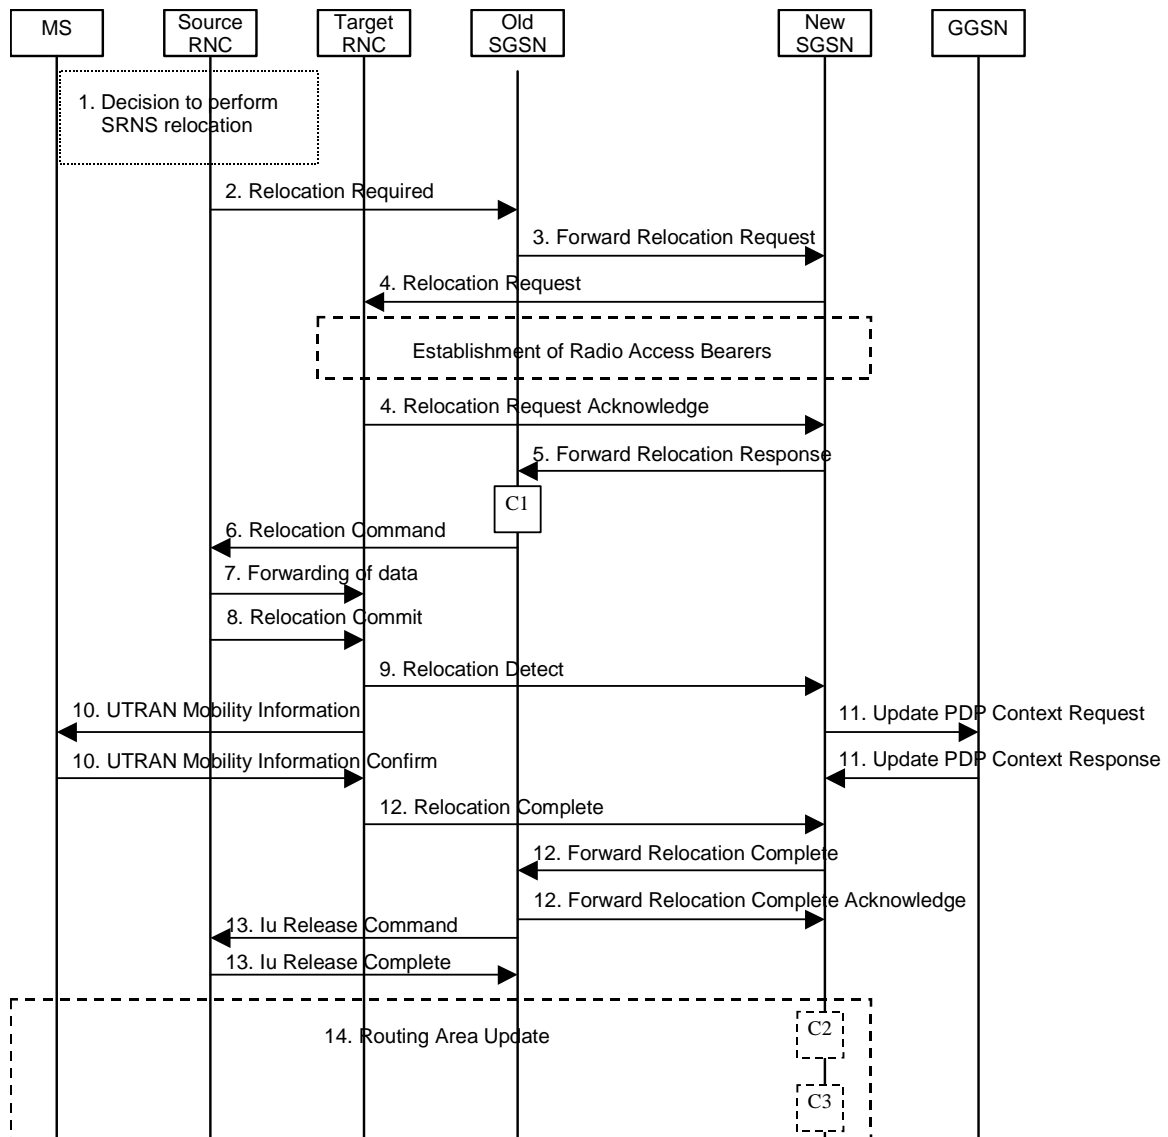 MS
Source
RNC
Target
RNC
Old
SGSN
New
SGSN
GGSN
1. Decision to perform
SRNS relocation
2. Relocation Required
3. Forward Relocation Request
4. Relocation Request
Establishment of Radio Access Bearers
4. Relocation Request Acknowledge
5. Forward Relocation Response
C1
6. Relocation Command
7. Forwarding of data
8. Relocation Commit
9. Relocation Detect
10. UTRAN Mobility Information
11. Update PDP Context Request
10. UTRAN Mobility Information Confirm
11. Update PDP Context Response
12. Relocation Complete
12. Forward Relocation Complete
12. Forward Relocation Complete Acknowledge
13. Iu Release Command
13. Iu Release Complete
14. Routing Area Update
C2
C3